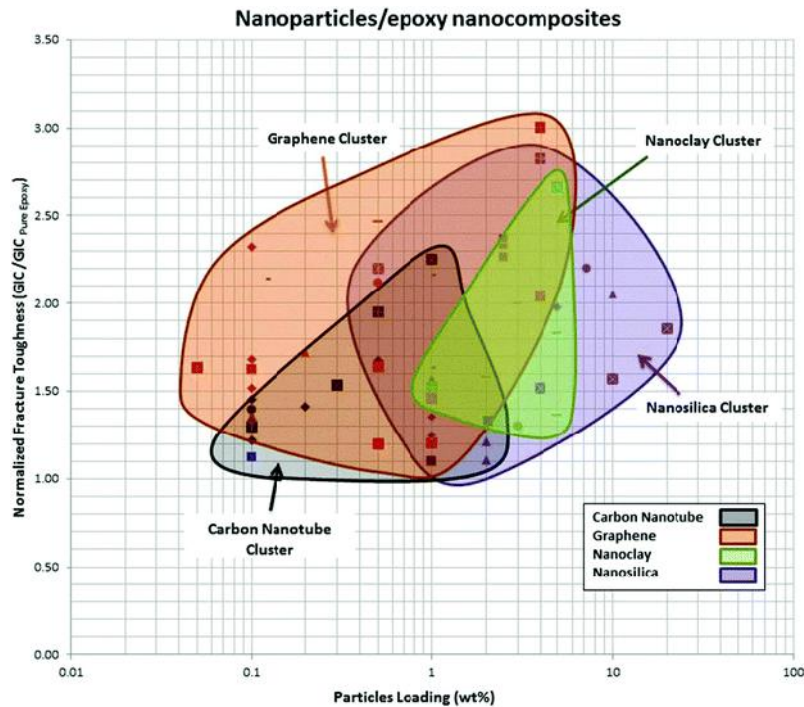 Nanoparticles/epoxy nanocomposites
3.50
3.00
2.50
2.00
1.50
1.00
0.50
0.00
Normalized Fracture Toughness (GIC /GIC Pure Epoxy)
Graphene Cluster
Nanoclay Cluster
Nanosilica Cluster
Carbon Nanotube
Cluster
Carbon Nanotube
Graphene
Nanoclay
Nanosilica
0.01
0.1
1
10
100
Particles Loading (wt%)